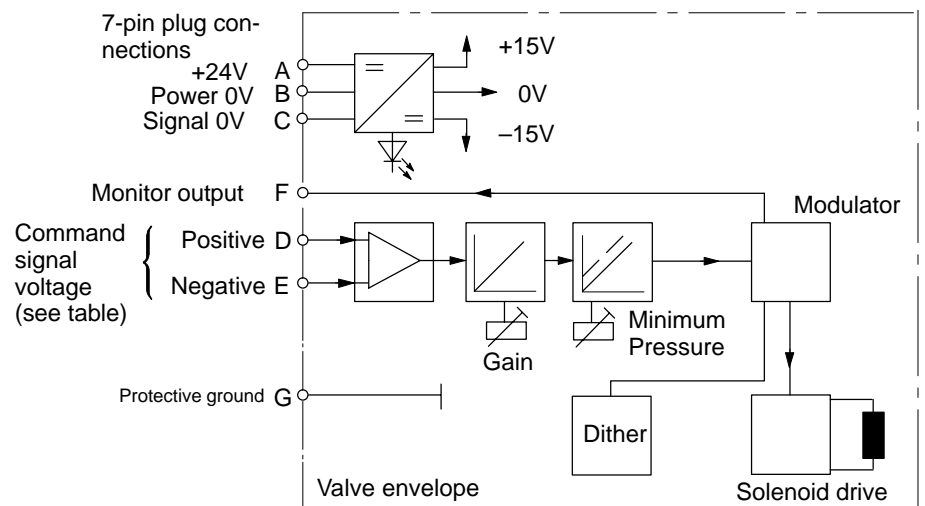 7-pin plug con-
nections
+24V A
Power 0V B
Signal 0V C
+15V
0V
–15V
Monitor output F
Modulator
Command
signal
voltage
(see table)
Positive D
Negative E
Gain
Minimum
Pressure
Protective ground G
Dither
Valve envelope
Solenoid drive